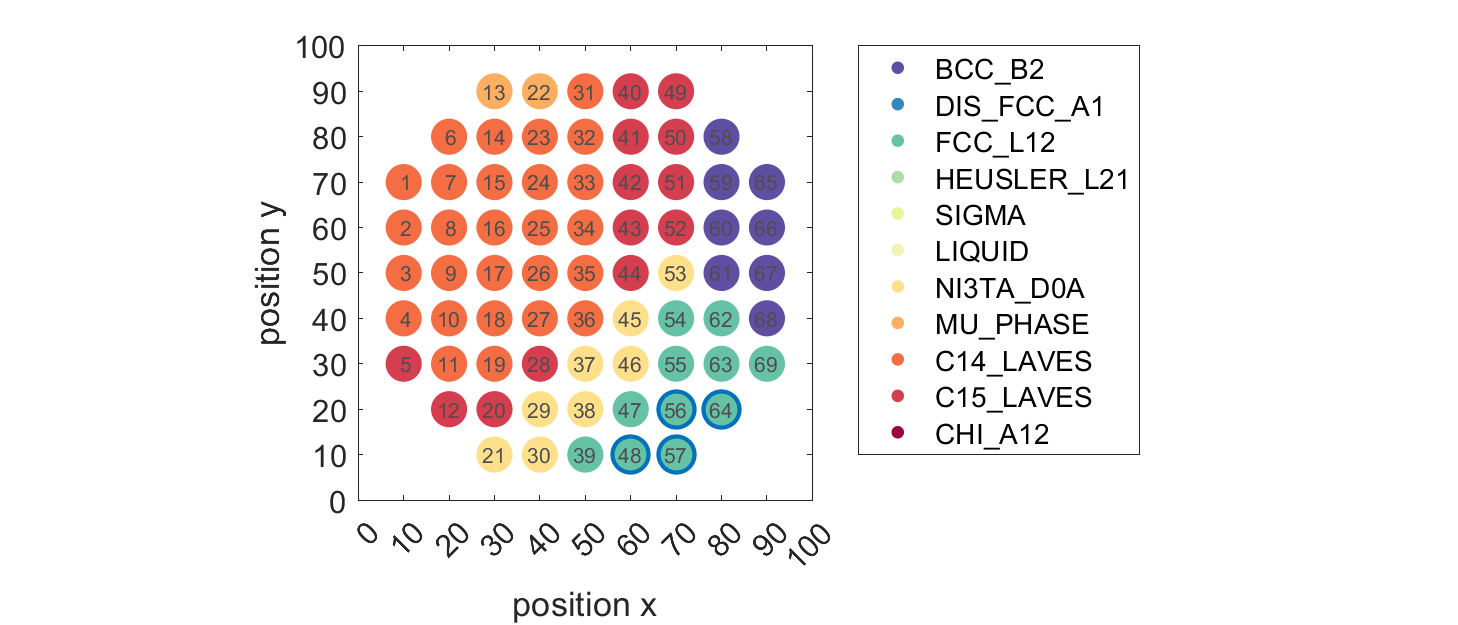 100
90
80
70
60
50
40
30
20
10
0
position y
13 22 31 40 49
6 14 23 32 41 50 58
1 7 15 24 33 42 51 59 65
2 8 16 25 34 43 52 60 66
3 9 17 26 35 44 53 61 67
4 10 18 27 36 45 54 62 68
5 11 19 28 37 46 55 63 69
12 20 29 38 47 56 64
21 30 39 48 57
0 10 20 30 40 50 60 70 80 90 100
position x
BCC_B2
DIS_FCC_A1
FCC_L12
HEUSLER_L21
SIGMA
LIQUID
NI3TA_D0A
MU_PHASE
C14_LAVES
C15_LAVES
CHI_A12